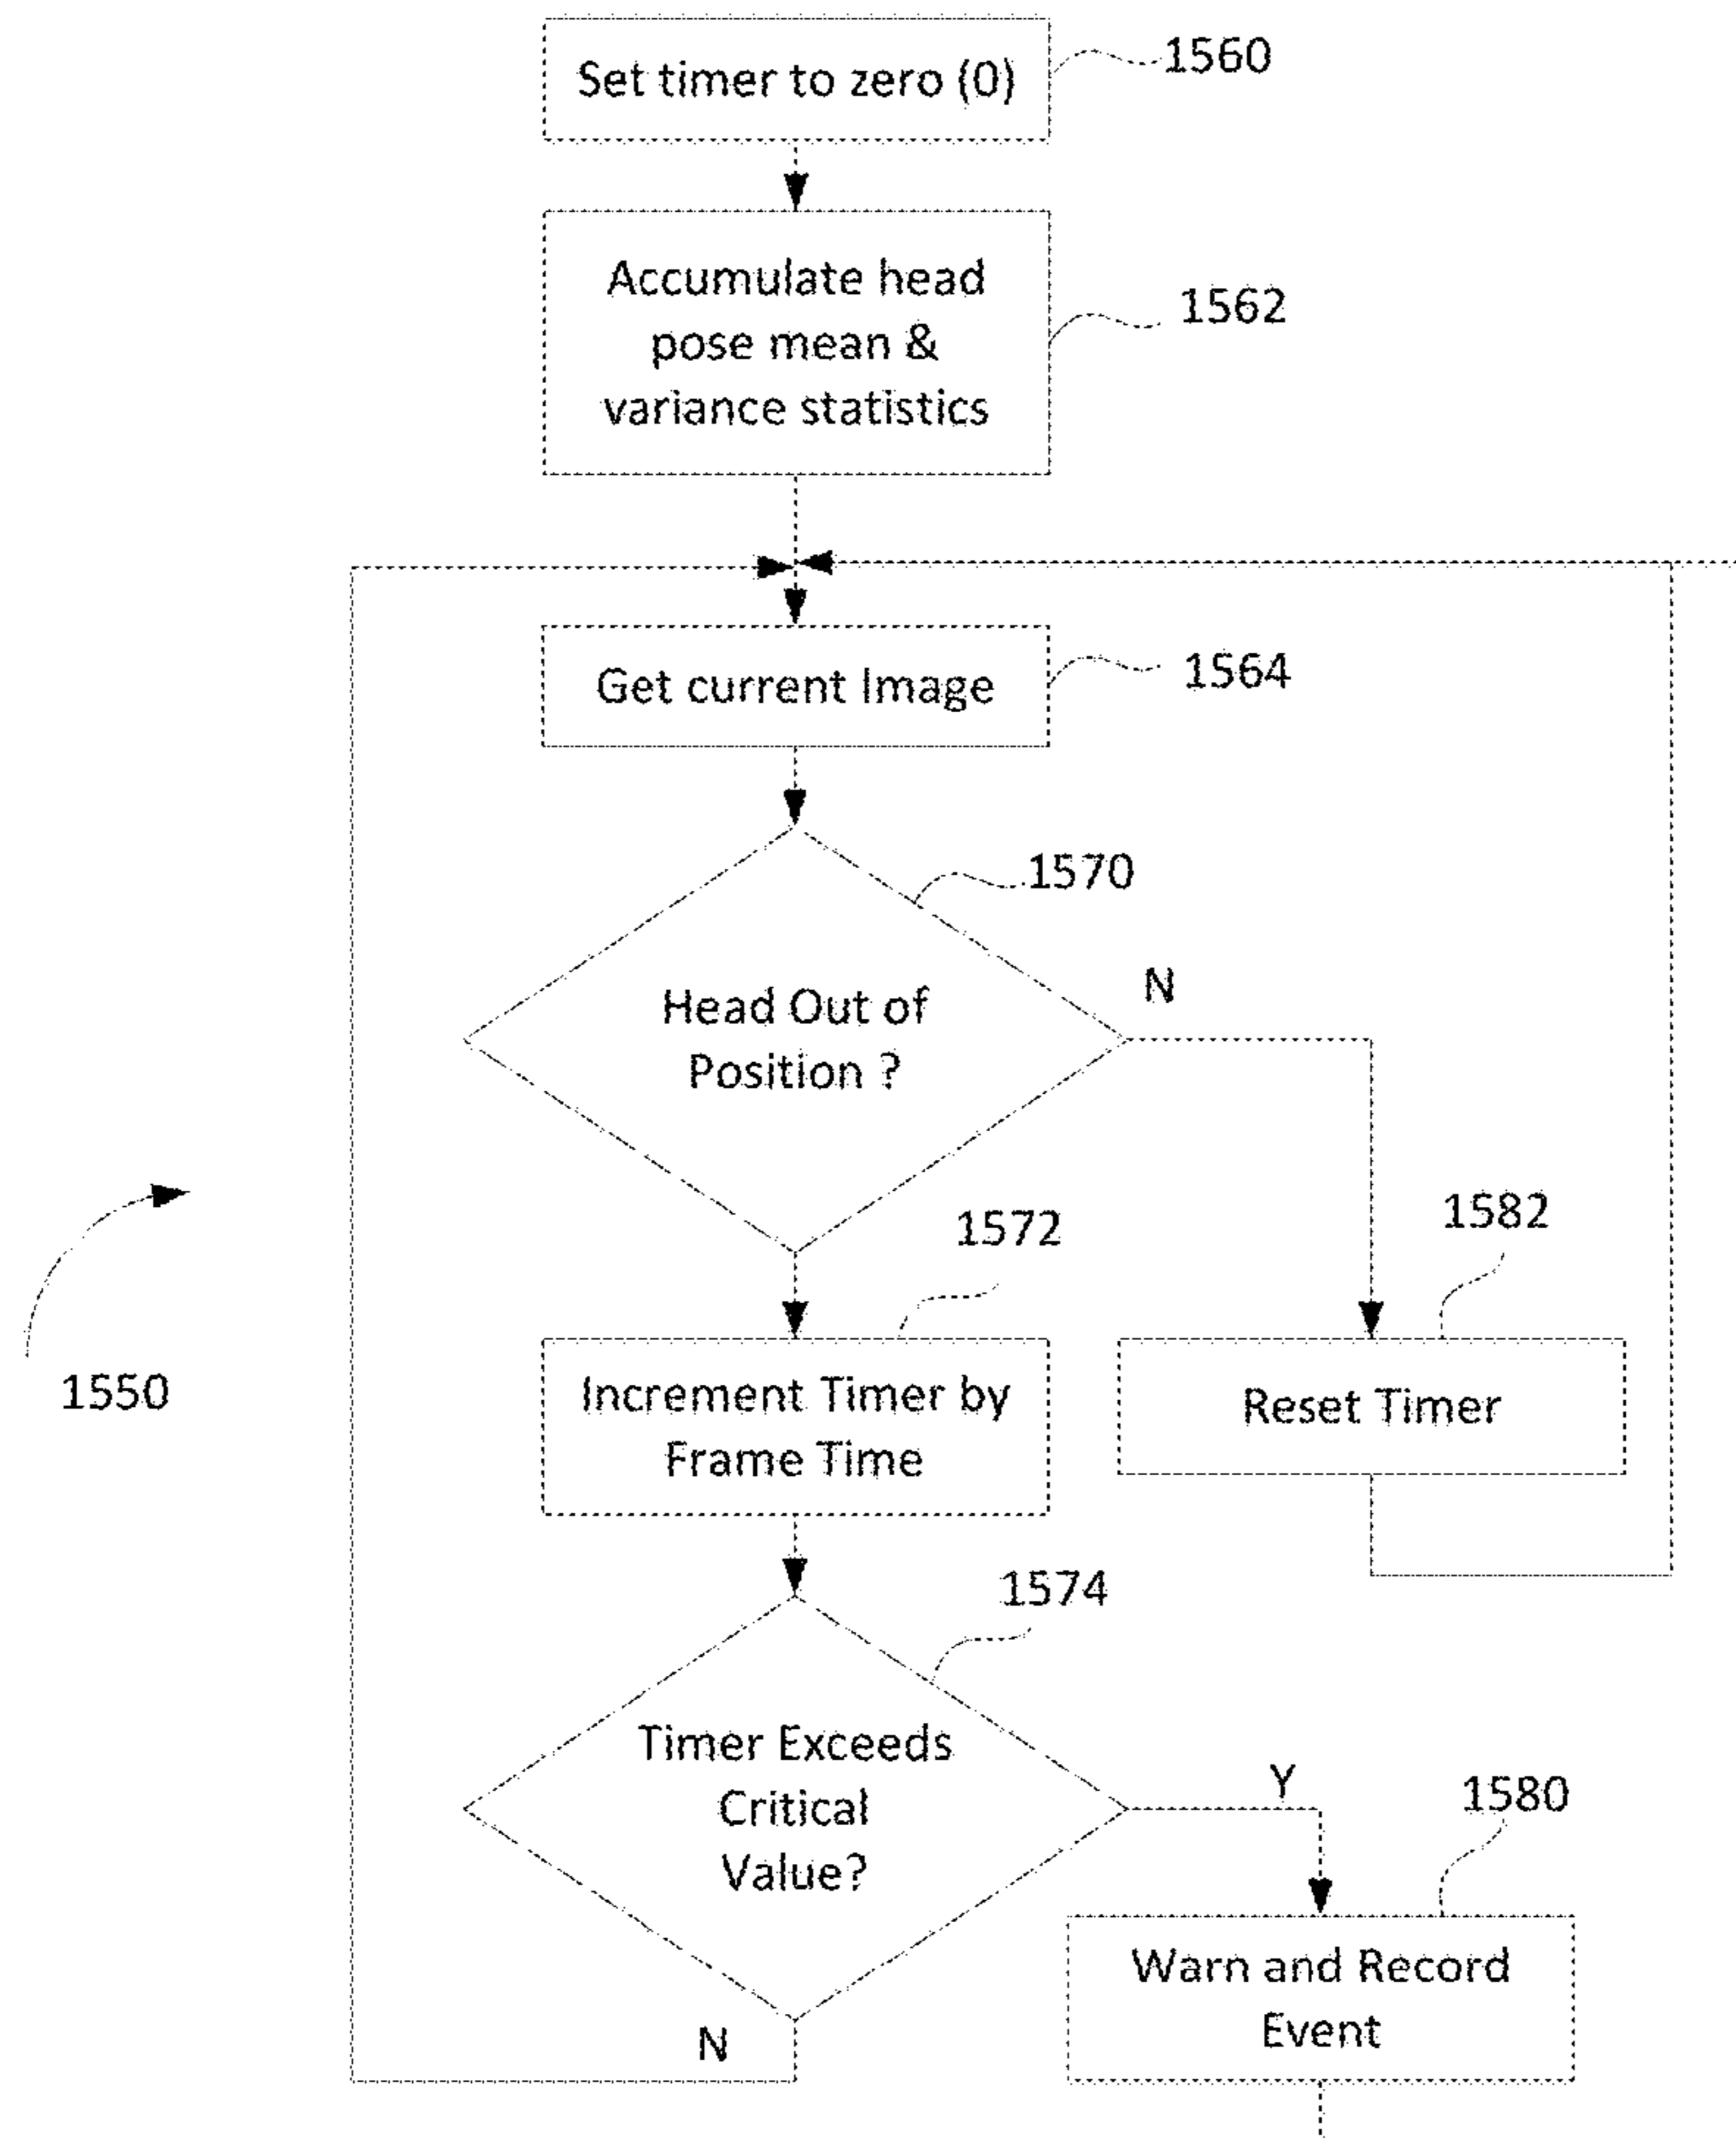 Set timer to zero (0)
1560
Accumulate head
pose mean &
variance statistics
1562
Get current Image
1564
1570
Head Out of
Position ?
N
1572
1582
1550
Increment Timer by
Frame Time
Reset Timer
1574
Timer Exceeds
Critical
Value?
Y
1580
Warn and Record
Event
N